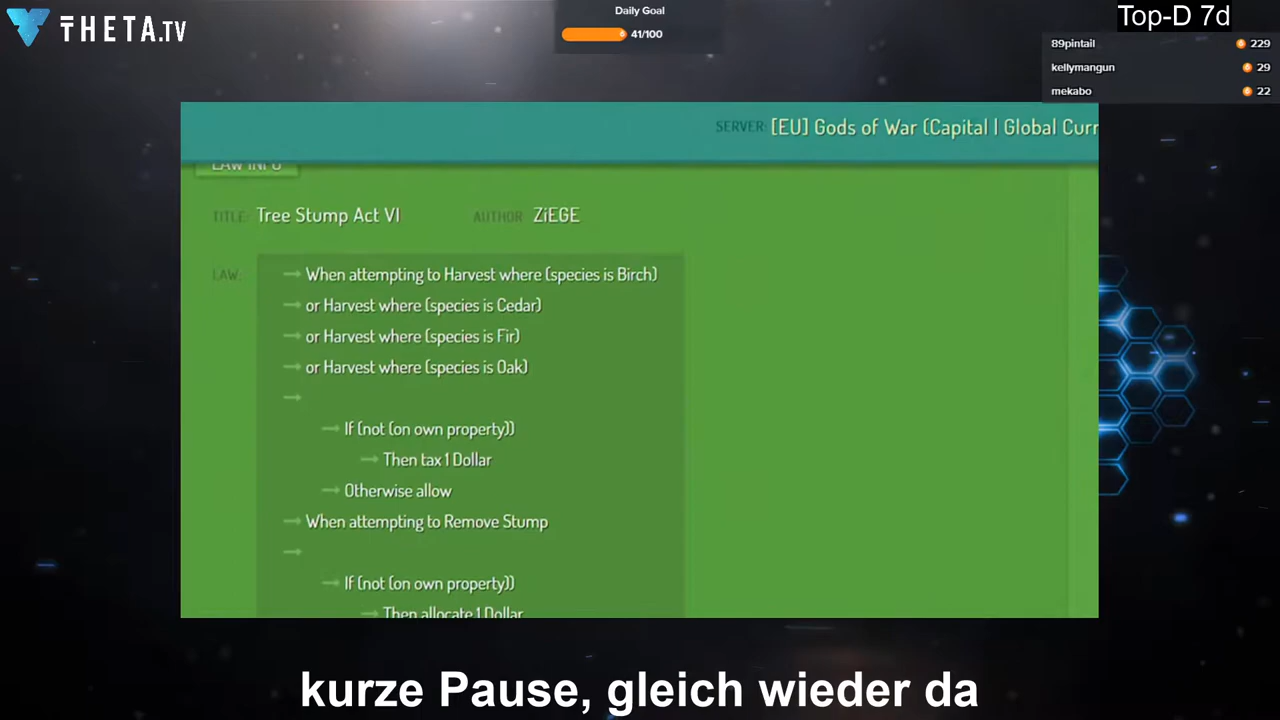 THETA.tv
Daily Goal
41/100
Top-D 7d
89pintail 229
kellymangun 29
mekabo 22
SERVER: [EU] Gods of War (Capital | Global Curr
LAW INFO
TITLE: Tree Stump Act VI AUTHOR ZiEGE
LAW: When attempting to Harvest where (species is Birch)
or Harvest where (species is Cedar)
or Harvest where (species is Fir)
or Harvest where (species is Oak)
If (not (on own property))
Then tax 1 Dollar
Otherwise allow
When attempting to Remove Stump
If (not (on own property))
Then allocate 1 Dollar
kurze Pause, gleich wieder da